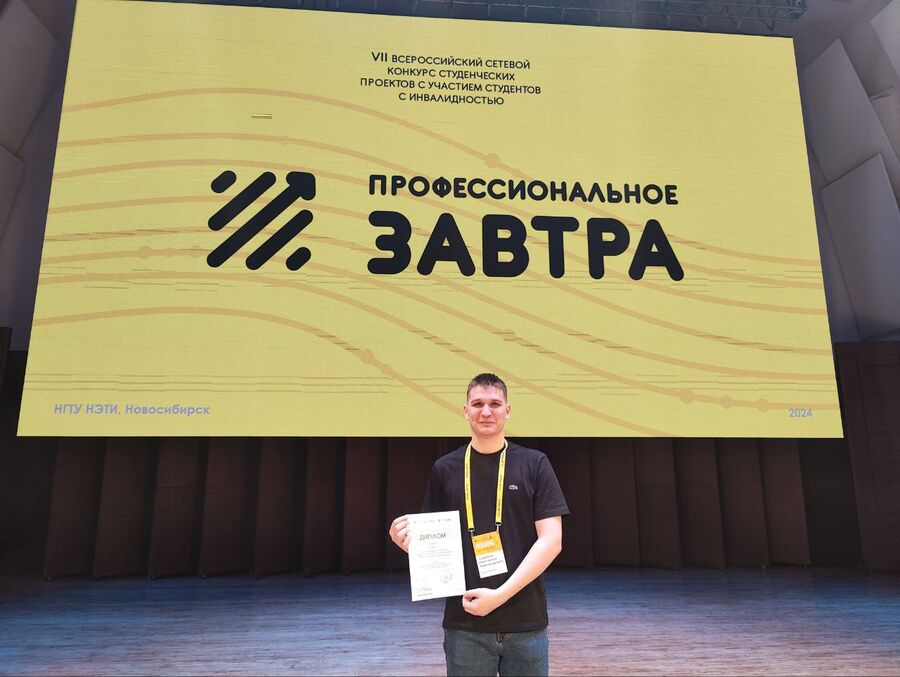 VII ВСЕРОССИЙСКИЙ СЕТЕВОЙ
КОНКУРС СТУДЕНЧЕСКИХ
ПРОЕКТОВ С УЧАСТИЕМ СТУДЕНТОВ
С ИНВАЛИДНОСТЬЮ
ПРОФЕССИОНАЛЬНОЕ
ЗАВТРА
НГТУ НЭТИ, Новосибирск
2024
ДИПЛОМ